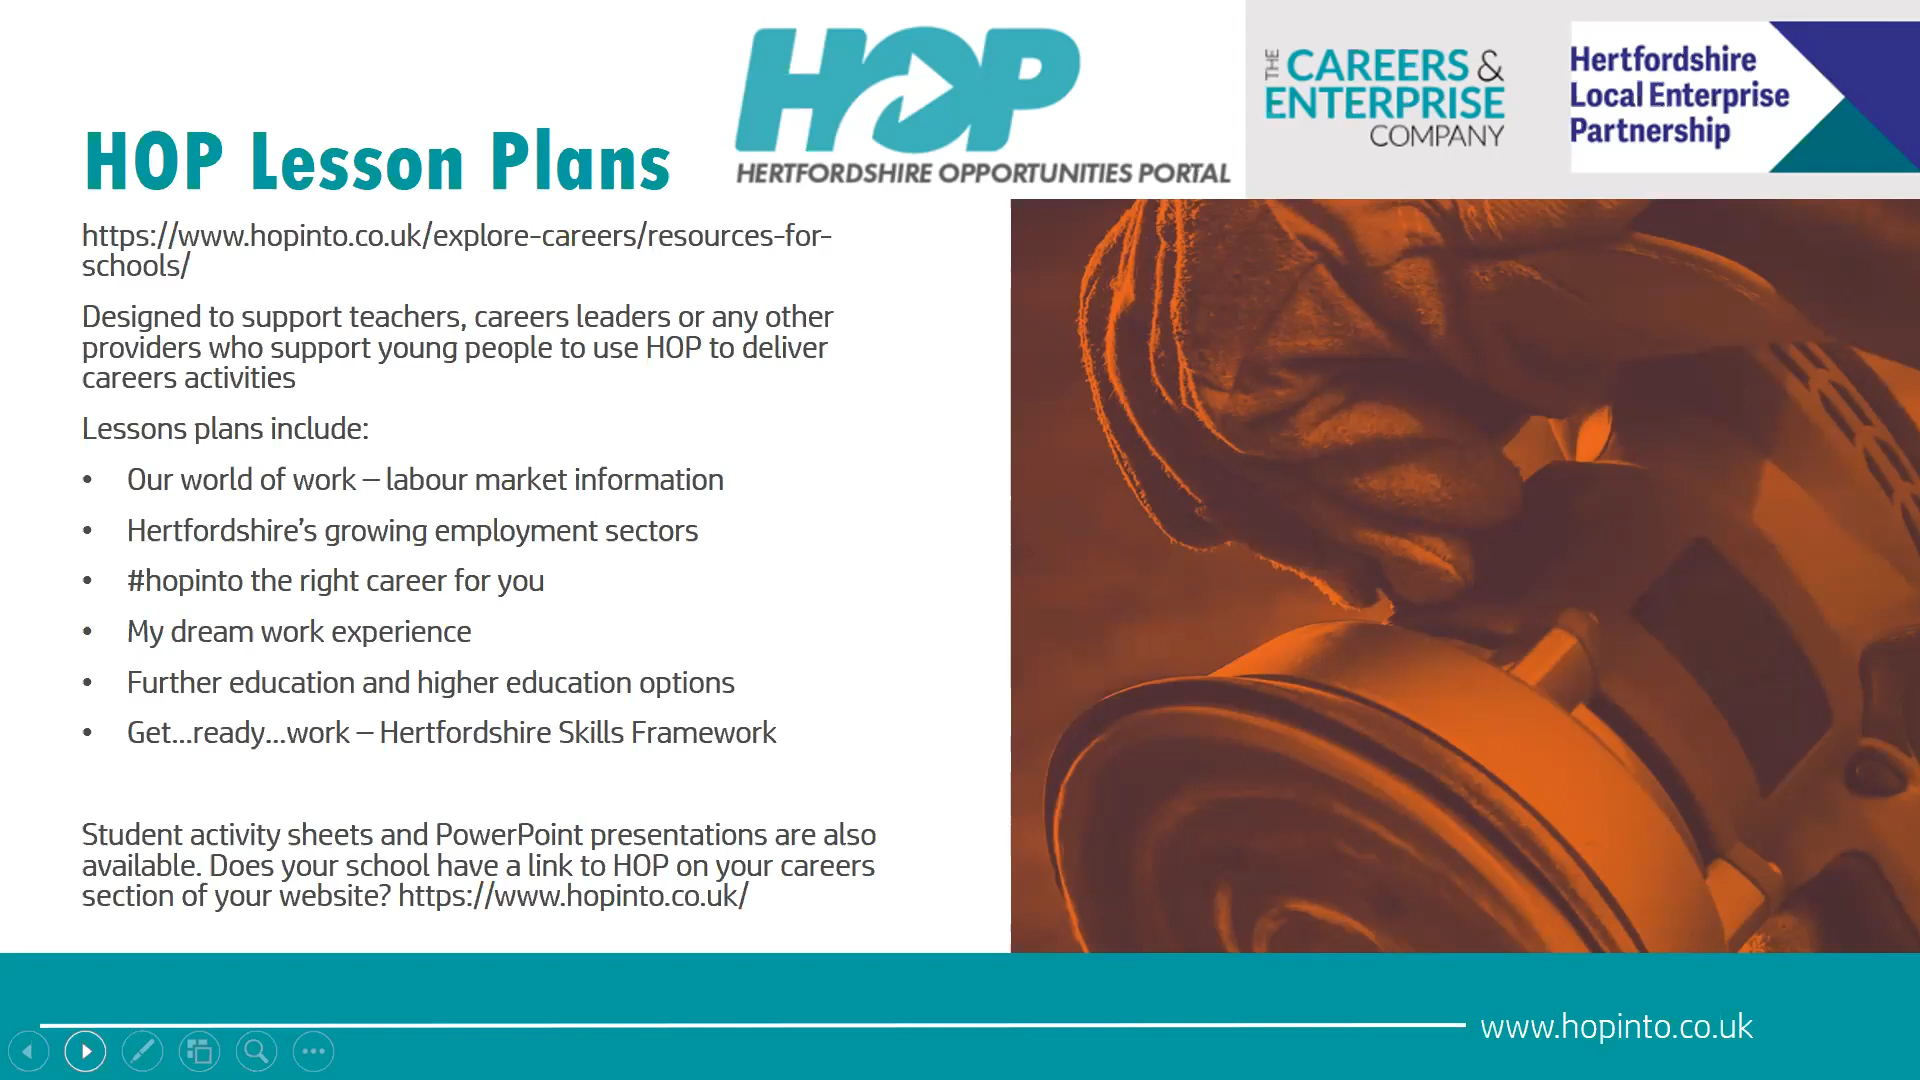 HOP
HERTFORDSHIRE OPPORTUNITIES PORTAL
THE
CAREERS &
ENTERPRISE
COMPANY
Hertfordshire
Local Enterprise
Partnership
HOP Lesson Plans
https://www.hopinto.co.uk/explore-careers/resources-for-
schools/
Designed to support teachers, careers leaders or any other
providers who support young people to use HOP to deliver
careers activities
Lessons plans include:
• Our world of work – labour market information
• Hertfordshire’s growing employment sectors
• #hopinto the right career for you
• My dream work experience
• Further education and higher education options
• Get...ready...work – Hertfordshire Skills Framework
Student activity sheets and PowerPoint presentations are also
available. Does your school have a link to HOP on your careers
section of your website? https://www.hopinto.co.uk/
www.hopinto.co.uk